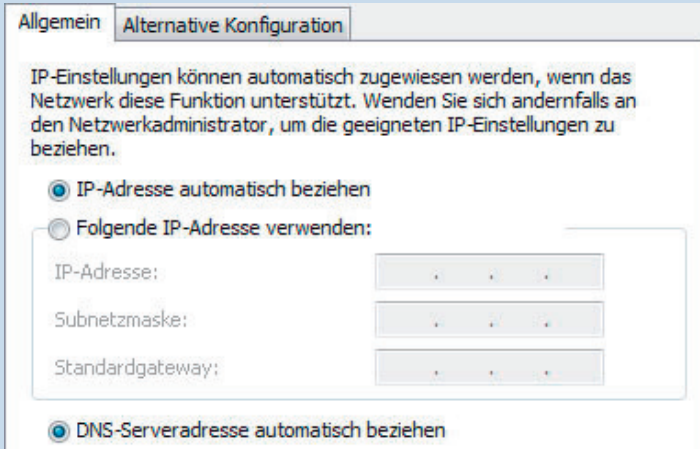 Allgemein
Alternative Konfiguration
IP-Einstellungen können automatisch zugewiesen werden, wenn das
Netzwerk diese Funktion unterstützt. Wenden Sie sich andernfalls an
den Netzwerkadministrator, um die geeigneten IP-Einstellungen zu
beziehen.
IP-Adresse automatisch beziehen
Folgende IP-Adresse verwenden:
IP-Adresse:
Subnetzmaske:
Standardgateway:
DNS-Serveradresse automatisch beziehen